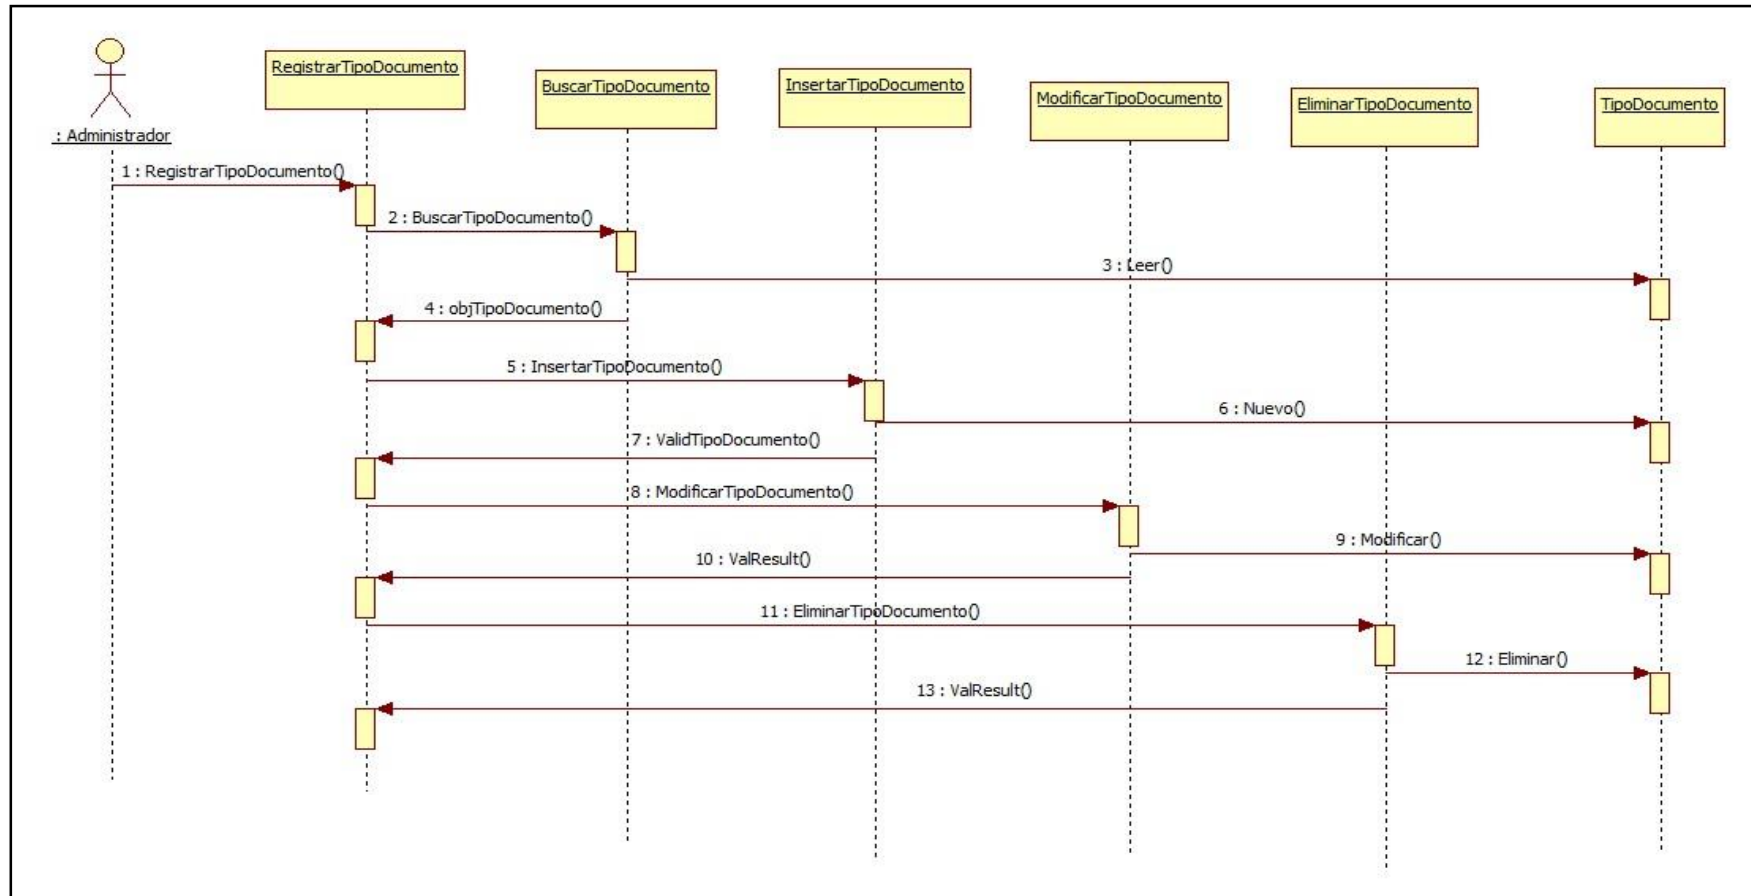 RegistrarTipoDocumento
BuscarTipoDocumento
InsertarTipoDocumento
ModificarTipoDocumento
EliminarTipoDocumento
TipoDocumento
: Administrador
1 : RegistrarTipoDocumento()
2 : BuscarTipoDocumento()
3 : Leer()
4 : objTipoDocumento()
5 : InsertarTipoDocumento()
6 : Nuevo()
7 : ValidTipoDocumento()
8 : ModificarTipoDocumento()
9 : Modificar()
10 : ValResult()
11 : EliminarTipoDocumento()
12 : Eliminar()
13 : ValResult()